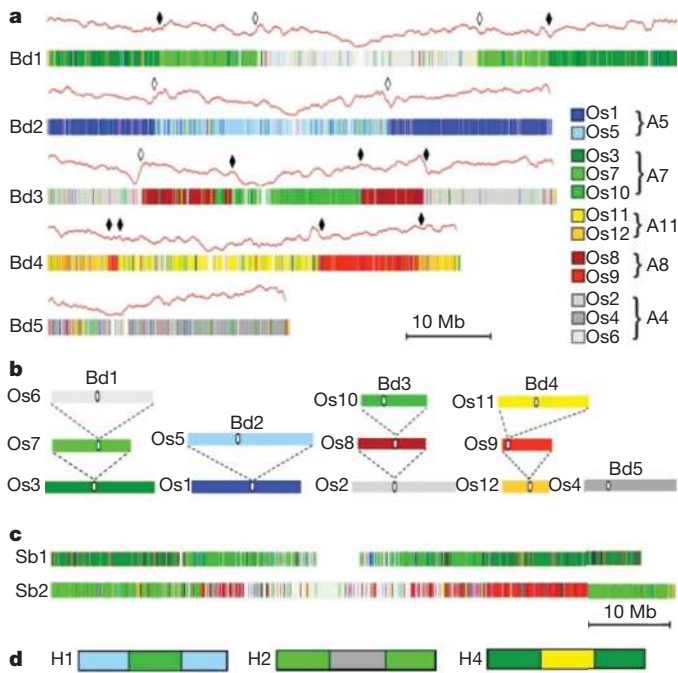 a
Bd1
Bd2
Bd3
Bd4
Bd5
Os1
Os5
A5
Os3
Os7
Os10
A7
Os11
Os12
A11
Os8
Os9
A8
Os2
Os4
Os6
A4
10 Mb
b
Os6 Bd1
Os7
Os3
Bd2
Os5
Os1
Os10 Bd3
Os8
Os2
Os11 Bd4
Os9
Os12
Os4 Bd5
c
Sb1
Sb2
10 Mb
d H1 H2 H4